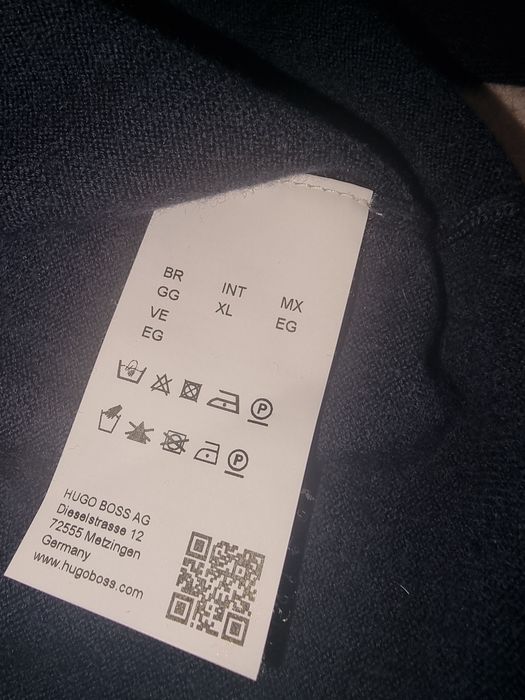 BR
GG
VE
EG
INT
XL
MX
EG
P
P
HUGO BOSS AG
Dieselstrasse 12
72555 Metzingen
Germany
www.hugoboss.com